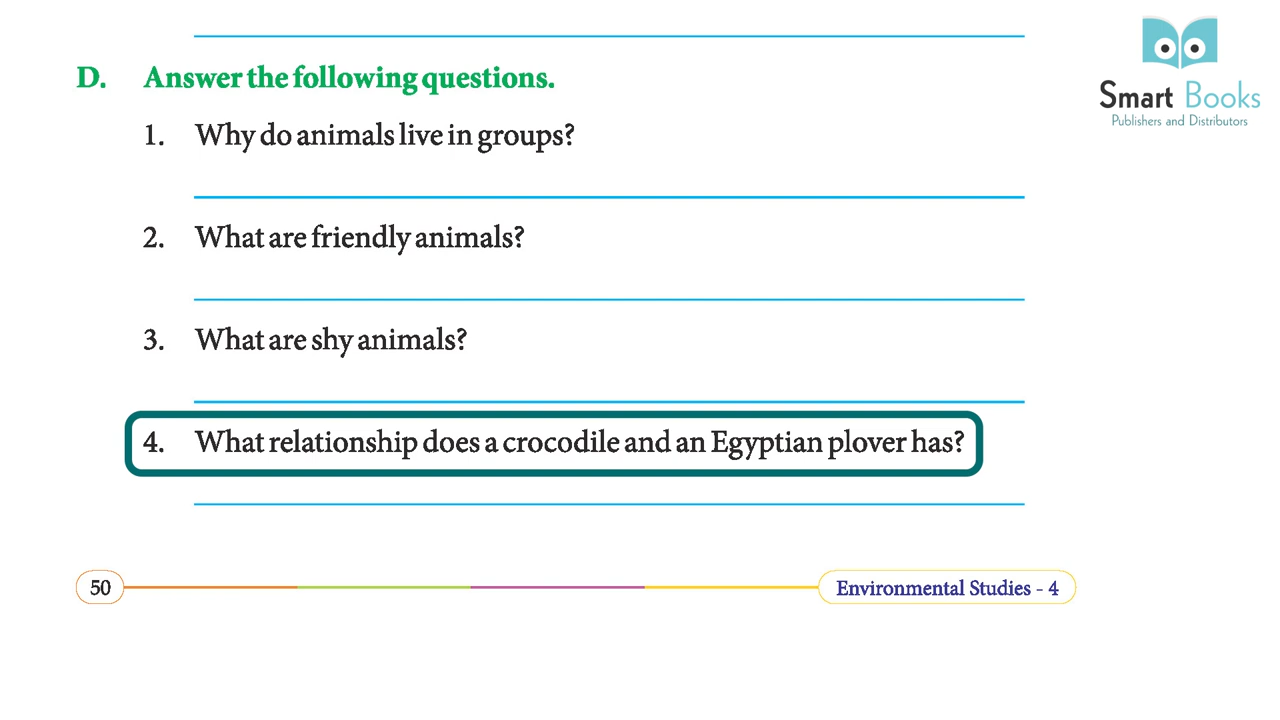 Smart Books
Publishers and Distributors
D. Answer the following questions.
1. Why do animals live in groups?
2. What are friendly animals?
3. What are shy animals?
4. What relationship does a crocodile and an Egyptian plover has?
50
Environmental Studies - 4